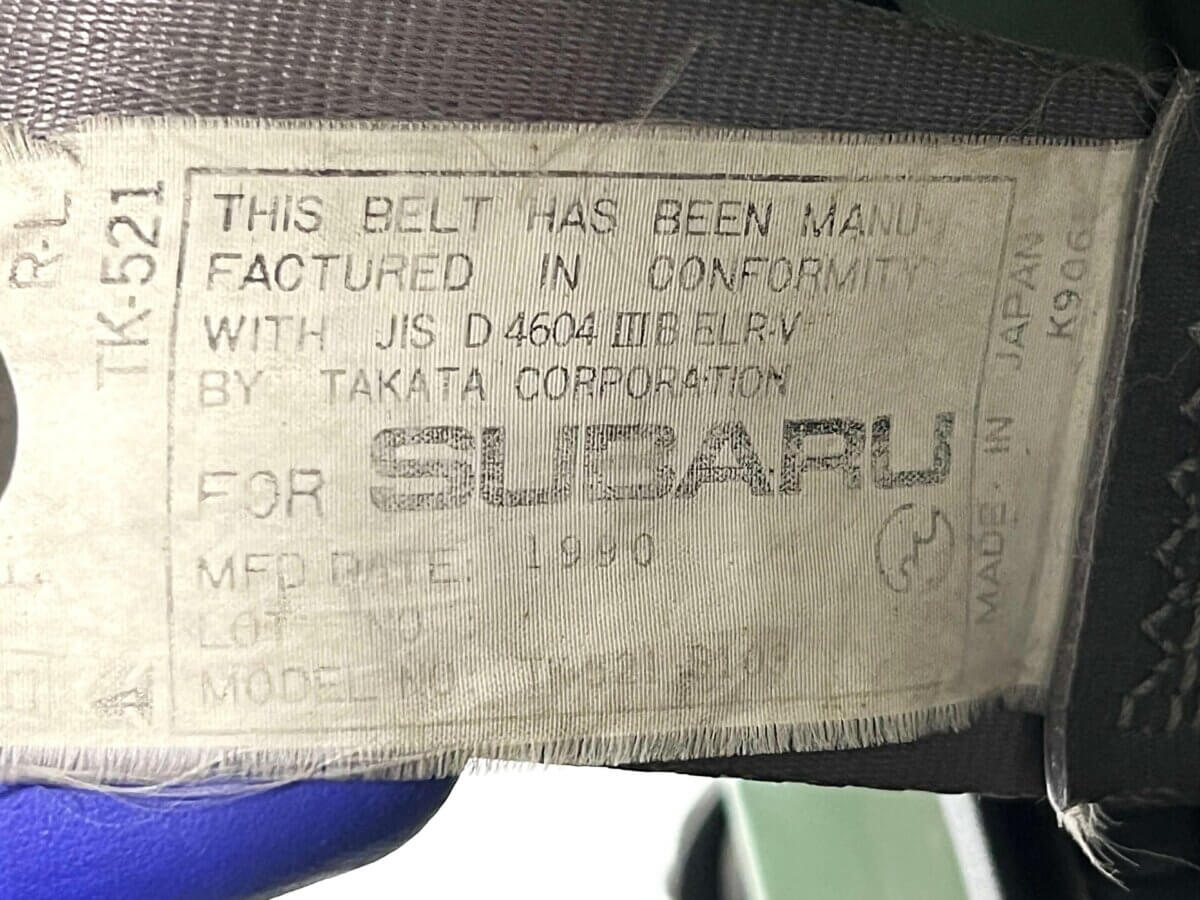 R-L
TK-521
THIS BELT HAS BEEN MANU-
FACTURED IN CONFORMITY
WITH JIS D 4604 III B ELR-V
BY TAKATA CORPORATION
FOR SUBARU
MFD DATE: 1990
LOT NO
MODEL NO.
MADE IN JAPAN
K906